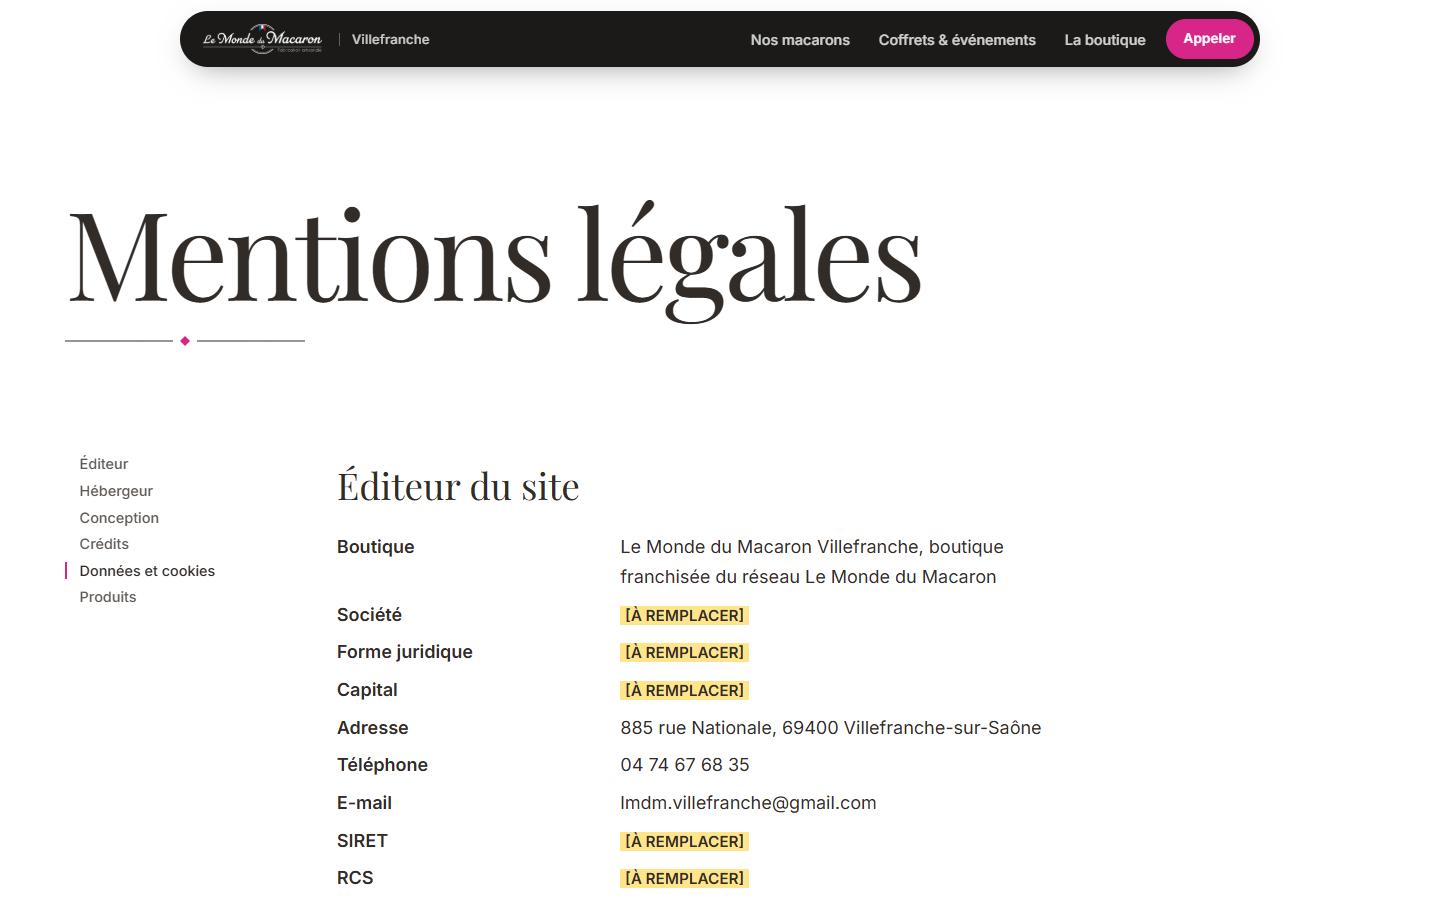 Le Monde du Macaron
Fabrication artisanale
Villefranche
Nos macarons
Coffrets & événements
La boutique
Appeler
Mentions légales
Éditeur
Hébergeur
Conception
Crédits
Données et cookies
Produits
Éditeur du site
Boutique
Le Monde du Macaron Villefranche, boutique
franchisée du réseau Le Monde du Macaron
Société
[À REMPLACER]
Forme juridique
[À REMPLACER]
Capital
[À REMPLACER]
Adresse
885 rue Nationale, 69400 Villefranche-sur-Saône
Téléphone
04 74 67 68 35
E-mail
lmdm.villefranche@gmail.com
SIRET
[À REMPLACER]
RCS
[À REMPLACER]